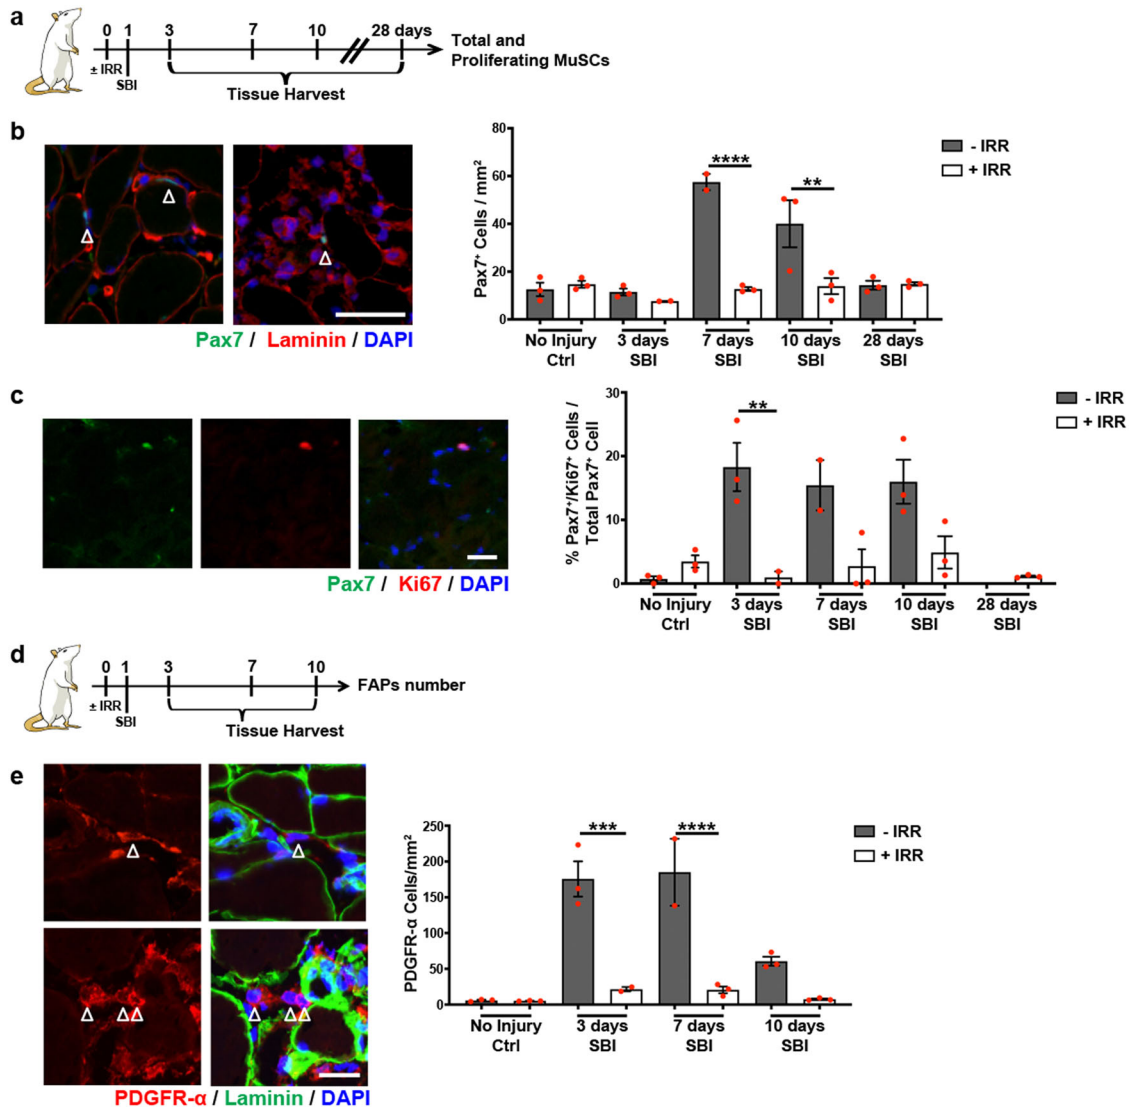 a
0 1 3 7 10 28 days
± IRR
SBI
Tissue Harvest
Total and
Proliferating MuSCs
b
Pax7 / Laminin / DAPI
Pax7⁺ Cells / mm²
80
60
40
20
0
****
**
- IRR
+ IRR
No Injury
Ctrl
3 days
SBI
7 days
SBI
10 days
SBI
28 days
SBI
c
Pax7 / Ki67 / DAPI
% Pax7⁺/Ki67⁺ Cells /
Total Pax7⁺ Cell
30
20
10
0
**
- IRR
+ IRR
No Injury
Ctrl
3 days
SBI
7 days
SBI
10 days
SBI
28 days
SBI
d
0 1 3 7 10
± IRR
SBI
Tissue Harvest
FAPs number
e
PDGFR-α / Laminin / DAPI
PDGFR-α Cells/mm²
250
200
150
100
50
0
***
****
- IRR
+ IRR
No Injury
Ctrl
3 days
SBI
7 days
SBI
10 days
SBI